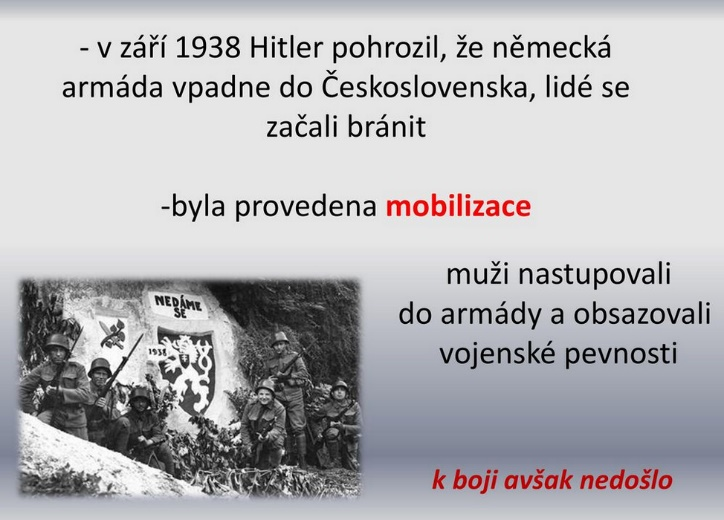 - v září 1938 Hitler pohrozil, že německá
armáda vpadne do Československa, lidé se
začali bránit
-byla provedena mobilizace
muži nastupovali
do armády a obsazovali
vojenské pevnosti
NEDÁME
SE
1938
k boji avšak nedošlo